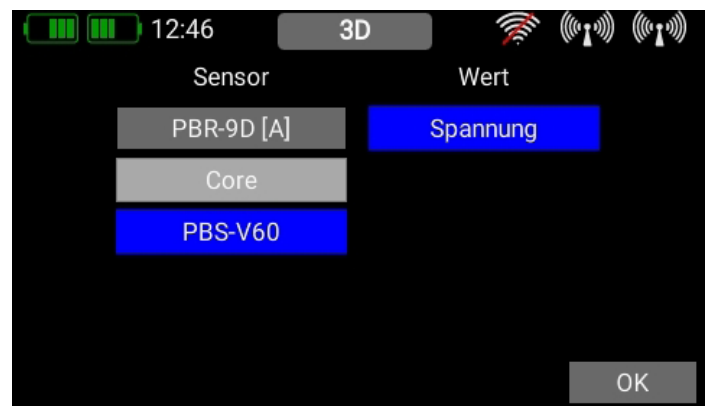 12:46 3D
Sensor Wert
PBR-9D [A] Spannung
Core
PBS-V60
OK